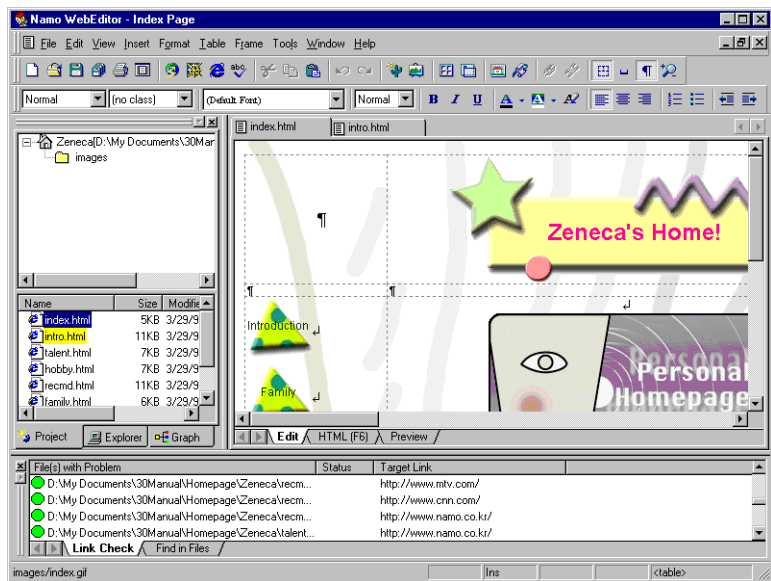 Namo WebEditor - Index Page
File Edit View Insert Format Table Frame Tools Window Help
Normal (no class) (Default Font) Normal B I U A A A
Zeneca[D:\My Documents\30Mar
images
Name Size Modifie
index.html 5KB 3/29/9
intro.html 11KB 3/29/9
talent.html 7KB 3/29/9
hobby.html 7KB 3/29/9
recmd.html 11KB 3/29/9
family.html 6KB 3/29/9
Project Explorer Graph
index.html intro.html
¶
Zeneca's Home!
¶ ¶
Introduction
Family
Personal
Homepage
Edit HTML (F6) Preview
File(s) with Problem Status Target Link
D:\My Documents\30Manual\Homepage\Zeneca\recm... http://www.mtv.com/
D:\My Documents\30Manual\Homepage\Zeneca\recm... http://www.cnn.com/
D:\My Documents\30Manual\Homepage\Zeneca\recm... http://www.namo.co.kr/
D:\My Documents\30Manual\Homepage\Zeneca\talent... http://www.namo.co.kr/
Link Check Find in Files
images/index.gif Ins <table>